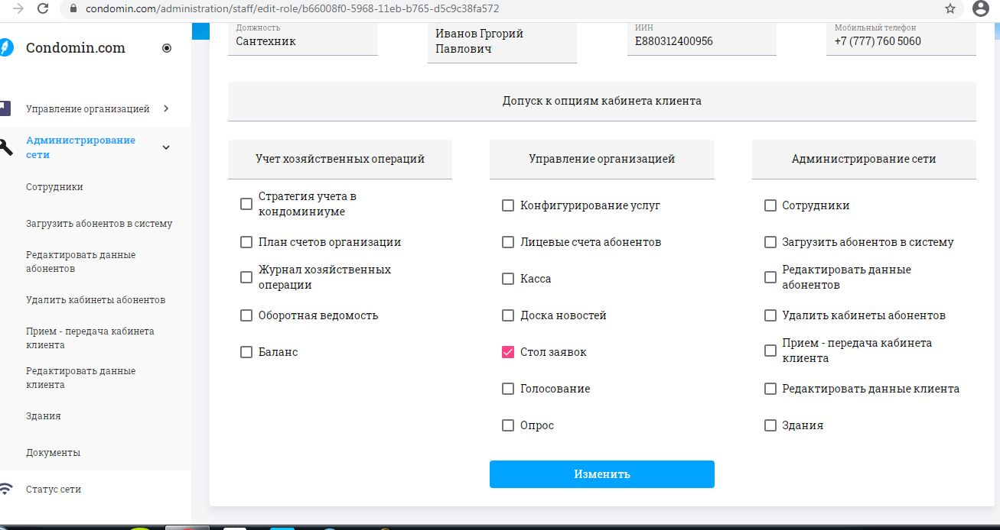 condomin.com/administration/staff/edit-role/b66008f0-5968-11eb-b765-d5c9c38fa572
Condomin.com
Управление организацией
Администрирование
сети
Сотрудники
Загрузить абонентов в систему
Редактировать данные
абонентов
Удалить кабинеты абонентов
Прием - передача кабинета
клиента
Редактировать данные
клиента
Здания
Документы
Статус сети
Должность
Сантехник
Иванов Ргорий
Павлович
ИИН
E880312400956
Мобильный телефон
+7 (777) 760 5060
Допуск к опциям кабинета клиента
Учет хозяйственных операций
Стратегия учета в
кондоминиуме
План счетов организации
Журнал хозяйственных
операции
Оборотная ведомость
Баланс
Управление организацией
Конфигурирование услуг
Лицевые счета абонентов
Касса
Доска новостей
Стол заявок
Голосование
Опрос
Администрирование сети
Сотрудники
Загрузить абонентов в систему
Редактировать данные
абонентов
Удалить кабинеты абонентов
Прием - передача кабинета
клиента
Редактировать данные клиента
Здания
Изменить